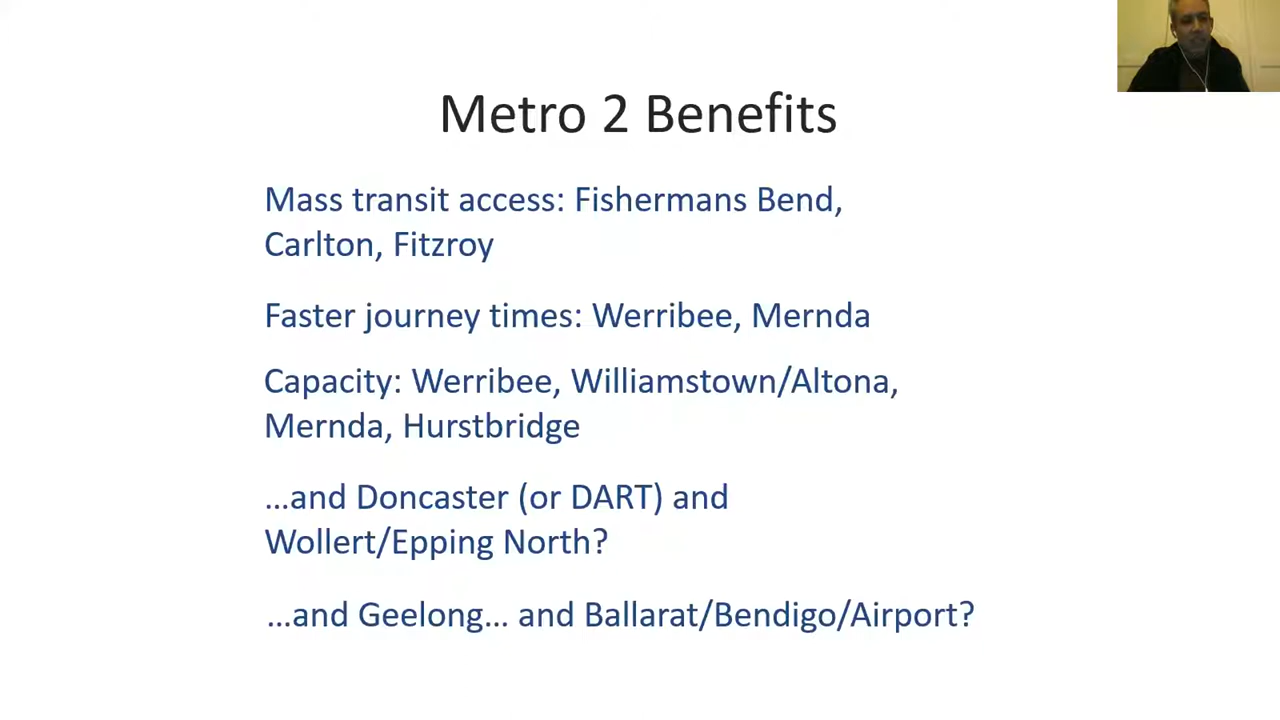 Metro 2 Benefits
Mass transit access: Fishermans Bend,
Carlton, Fitzroy
Faster journey times: Werribee, Mernda
Capacity: Werribee, Williamstown/Altona,
Mernda, Hurstbridge
…and Doncaster (or DART) and
Wollert/Epping North?
…and Geelong… and Ballarat/Bendigo/Airport?